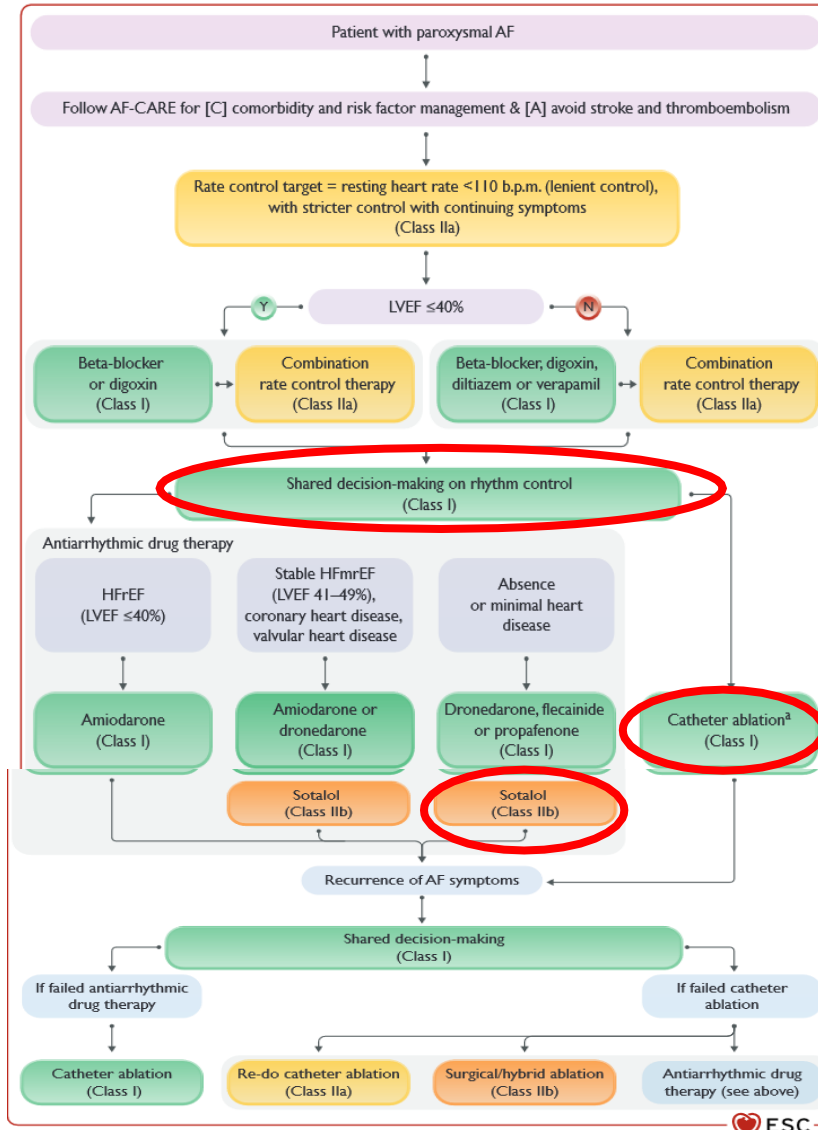 Patient with paroxysmal AF
Follow AF-CARE for [C] comorbidity and risk factor management & [A] avoid stroke and thromboembolism
Rate control target = resting heart rate <110 b.p.m. (lenient control),
with stricter control with continuing symptoms
(Class IIa)
Y
LVEF ≤40%
N
Beta-blocker
or digoxin
(Class I)
Combination
rate control therapy
(Class IIa)
Beta-blocker, digoxin,
diltiazem or verapamil
(Class I)
Combination
rate control therapy
(Class IIa)
Shared decision-making on rhythm control
(Class I)
Antiarrhythmic drug therapy
HFrEF
(LVEF ≤40%)
Stable HFmrEF
(LVEF 41–49%),
coronary heart disease,
valvular heart disease
Absence
or minimal heart
disease
Amiodarone
(Class I)
Amiodarone or
dronedarone
(Class I)
Dronedarone, flecainide
or propafenone
(Class I)
Catheter ablationª
(Class I)
Sotalol
(Class IIb)
Sotalol
(Class IIb)
Recurrence of AF symptoms
Shared decision-making
(Class I)
If failed antiarrhythmic
drug therapy
If failed catheter
ablation
Catheter ablation
(Class I)
Re-do catheter ablation
(Class IIa)
Surgical/hybrid ablation
(Class IIb)
Antiarrhythmic drug
therapy (see above)
ESC